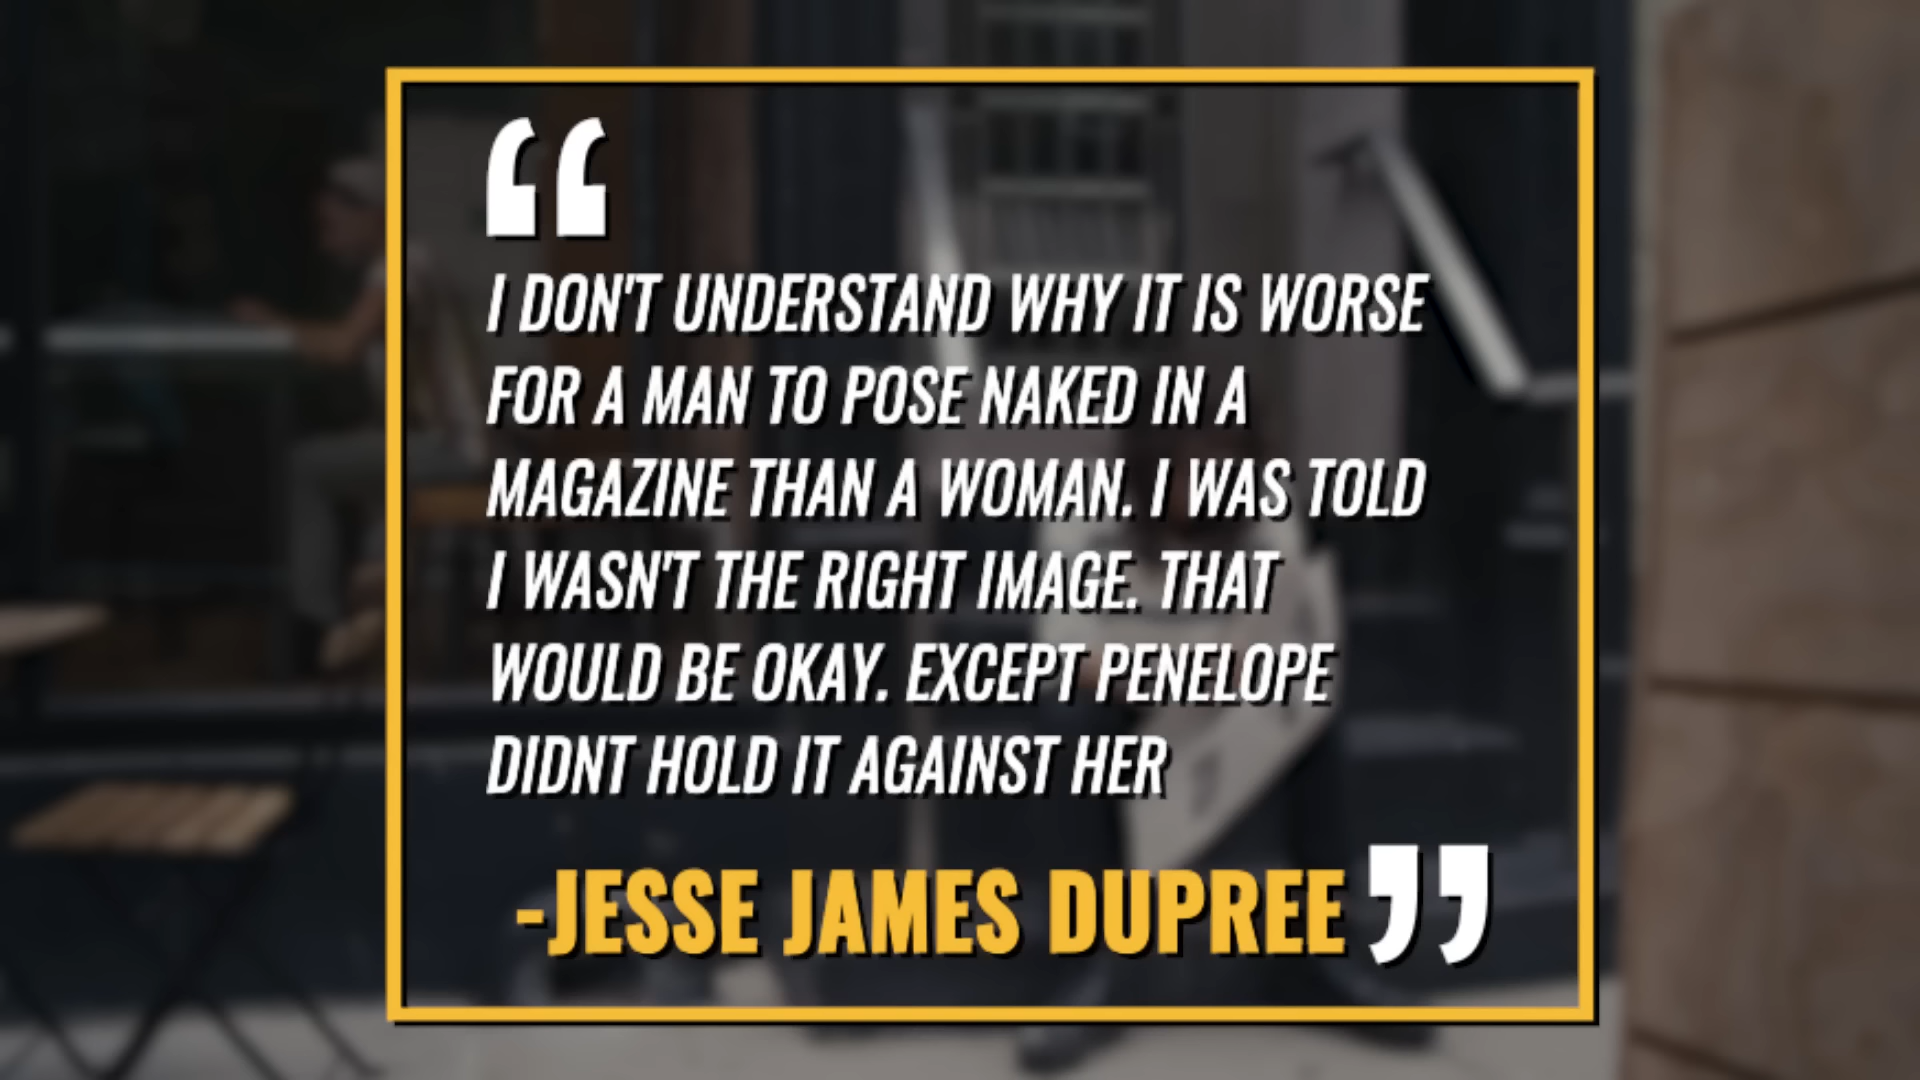 “
I DON'T UNDERSTAND WHY IT IS WORSE
FOR A MAN TO POSE NAKED IN A
MAGAZINE THAN A WOMAN. I WAS TOLD
I WASN'T THE RIGHT IMAGE. THAT
WOULD BE OKAY. EXCEPT PENELOPE
DIDNT HOLD IT AGAINST HER
-JESSE JAMES DUPREE ”